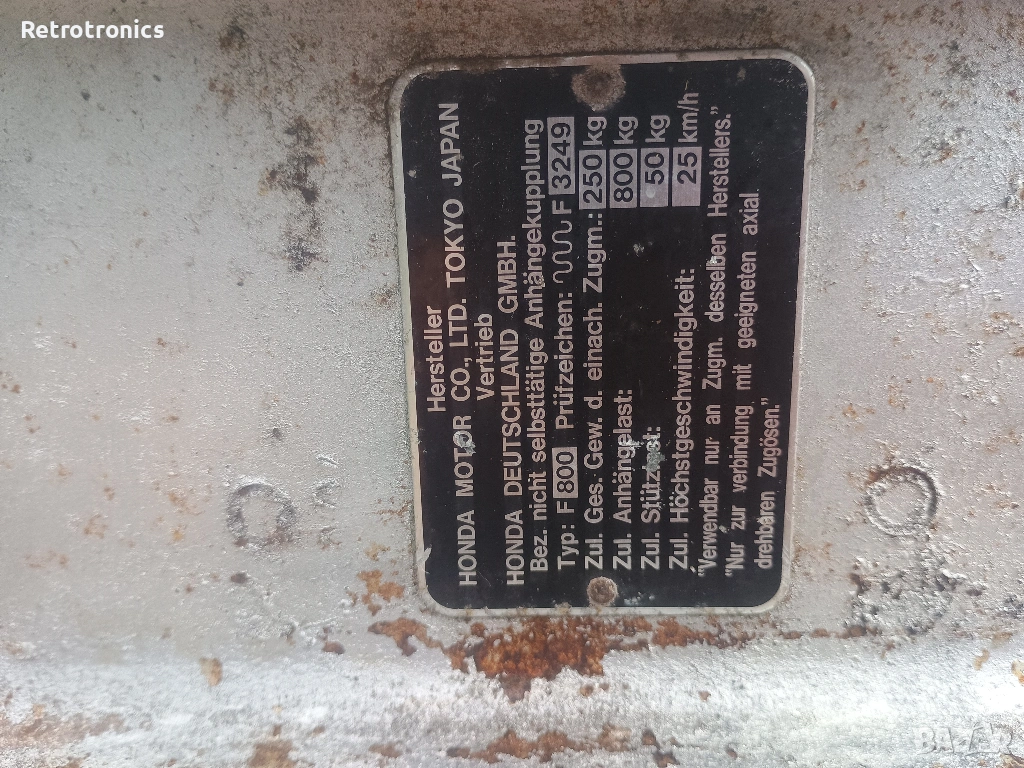 Retrotronics
Hersteller
HONDA MOTOR CO., LTD. TOKYO JAPAN
Vertrieb
HONDA DEUTSCHLAND GMBH.
Bez. nicht selbsttätige Anhängekupplung
Typ: F 800 Prüfzeichen: F 3249
Zul. Ges. Gew. d. einach. Zugm.: 250 kg
Zul. Anhängelast: 800 kg
Zul. Stützlast: 50 kg
Zul. Höchstgeschwindigkeit: 25 km/h
"Verwendbar nur an Zugm. desselben Herstellers."
"Nur zur verbindung mit geeigneten axial
drehbaren Zugösen."
BAZAR